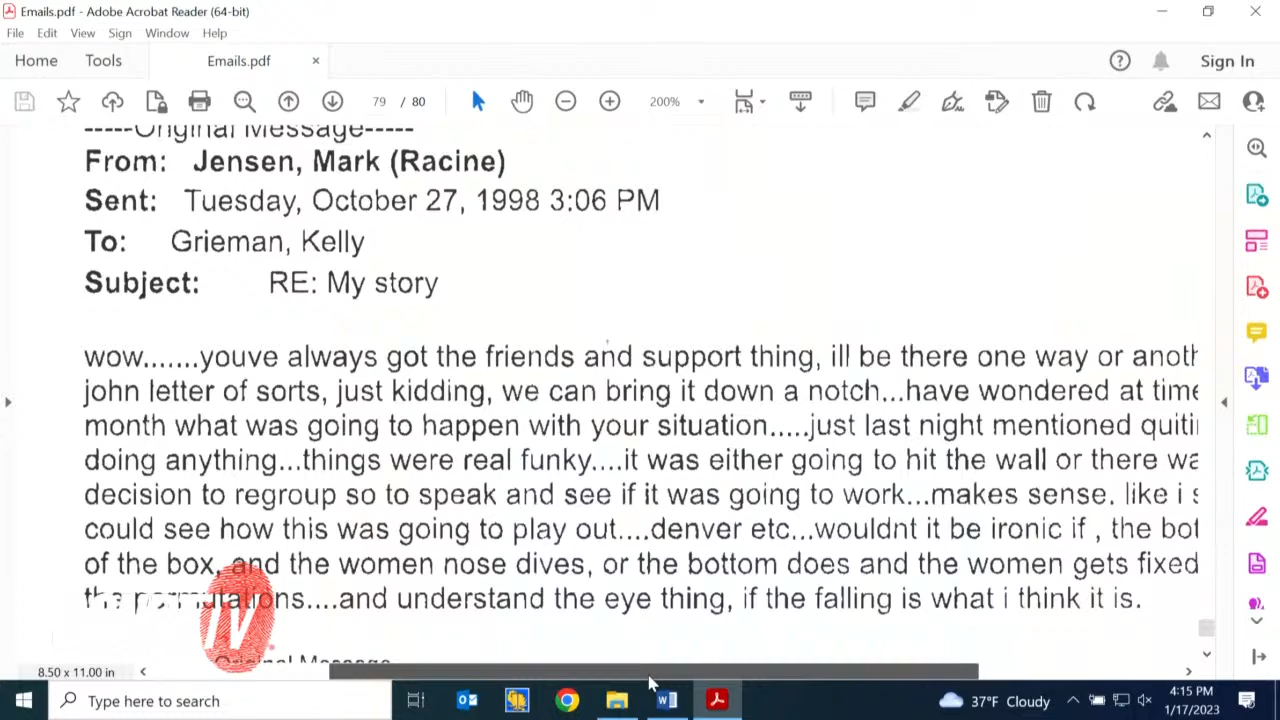 Emails.pdf - Adobe Acrobat Reader (64-bit)
File Edit View Sign Window Help
Home Tools Emails.pdf × Sign In
79 / 80 200%
-----Original Message-----
From: Jensen, Mark (Racine)
Sent: Tuesday, October 27, 1998 3:06 PM
To: Grieman, Kelly
Subject: RE: My story
wow.......youve always got the friends and support thing, ill be there one way or anoth
john letter of sorts, just kidding, we can bring it down a notch...have wondered at time
month what was going to happen with your situation.....just last night mentioned quiti
doing anything...things were real funky....it was either going to hit the wall or there wa
decision to regroup so to speak and see if it was going to work...makes sense. like i s
could see how this was going to play out....denver etc...wouldnt it be ironic if , the bot
of the box, and the women nose dives, or the bottom does and the women gets fixed
the permutations....and understand the eye thing, if the falling is what i think it is.
TV
Original Message
8.50 x 11.00 in
Type here to search
37°F Cloudy
4:15 PM
1/17/2023